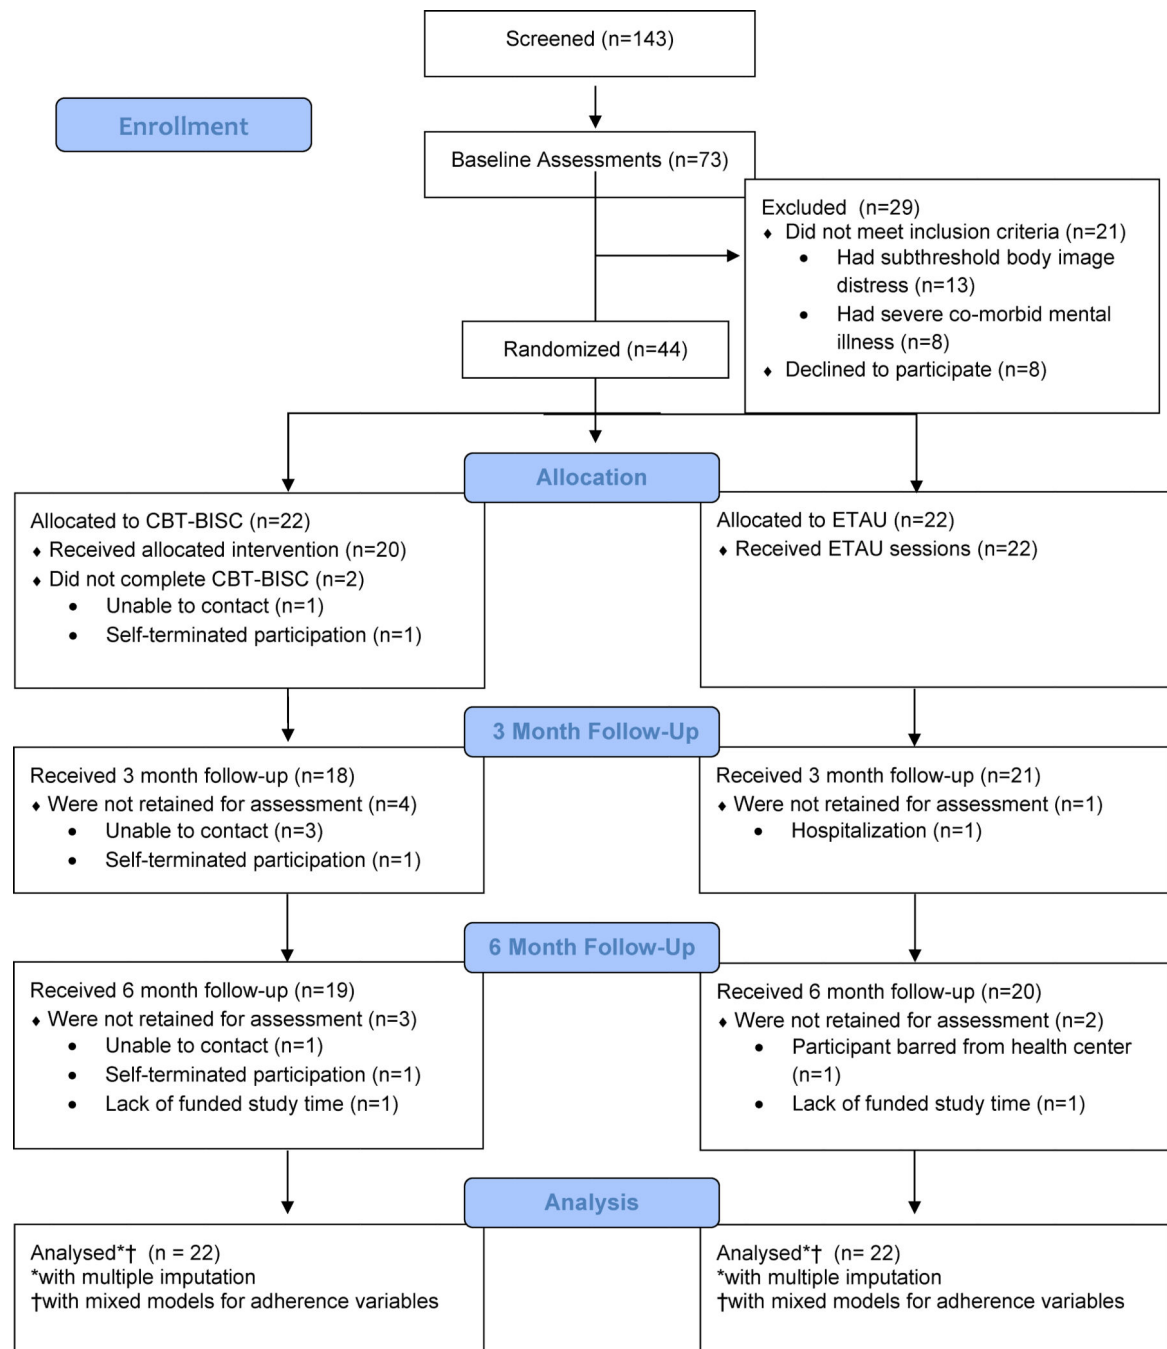 Screened (n=143)
Enrollment
Baseline Assessments (n=73)
Excluded  (n=29)
♦ Did not meet inclusion criteria (n=21)
• Had subthreshold body image
distress (n=13)
• Had severe co-morbid mental
illness (n=8)
♦ Declined to participate (n=8)
Randomized (n=44)
Allocation
Allocated to CBT-BISC (n=22)
♦ Received allocated intervention (n=20)
♦ Did not complete CBT-BISC (n=2)
• Unable to contact (n=1)
• Self-terminated participation (n=1)
Allocated to ETAU (n=22)
♦ Received ETAU sessions (n=22)
3 Month Follow-Up
Received 3 month follow-up (n=18)
♦ Were not retained for assessment (n=4)
• Unable to contact (n=3)
• Self-terminated participation (n=1)
Received 3 month follow-up (n=21)
♦ Were not retained for assessment (n=1)
• Hospitalization (n=1)
6 Month Follow-Up
Received 6 month follow-up (n=19)
♦ Were not retained for assessment (n=3)
• Unable to contact (n=1)
• Self-terminated participation (n=1)
• Lack of funded study time (n=1)
Received 6 month follow-up (n=20)
♦ Were not retained for assessment (n=2)
• Participant barred from health center
(n=1)
• Lack of funded study time (n=1)
Analysis
Analysed*†  (n = 22)
*with multiple imputation
†with mixed models for adherence variables
Analysed*†  (n= 22)
*with multiple imputation
†with mixed models for adherence variables